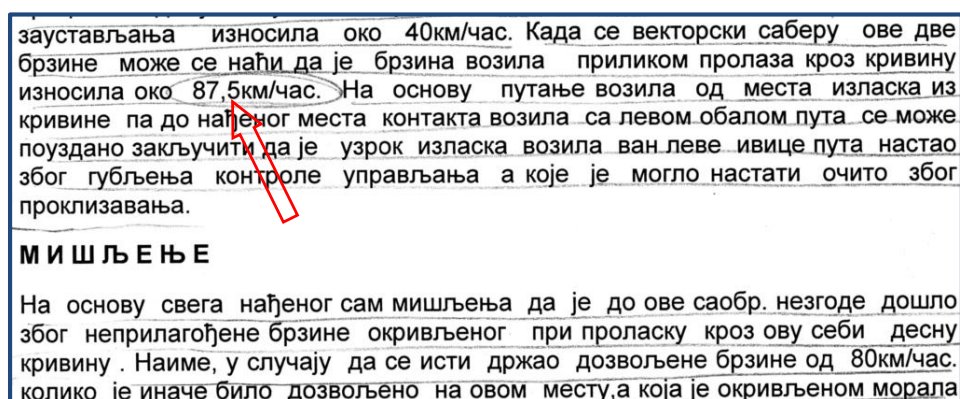 заустављања износила око 40км/час. Када се векторски саберу ове две
брзине може се наћи да је брзина возила приликом пролаза кроз кривину
износила око 87,5км/час. На основу путање возила од места изласка из
кривине па до нађеног места контакта возила са левом обалом пута се може
поуздано закључити да је узрок изласка возила ван леве ивице пута настао
због губљења контроле управљања а које је могло настати очито због
проклизавања.
М И Ш Љ Е Њ Е
На основу свега нађеног сам мишљења да је до ове саобр. незгоде дошло
због неприлагођене брзине окривљеног при проласку кроз ову себи десну
кривину . Наиме, у случају да се исти држао дозвољене брзине од 80км/час.
колико је иначе било дозвољено на овом месту,а која је окривљеном морала